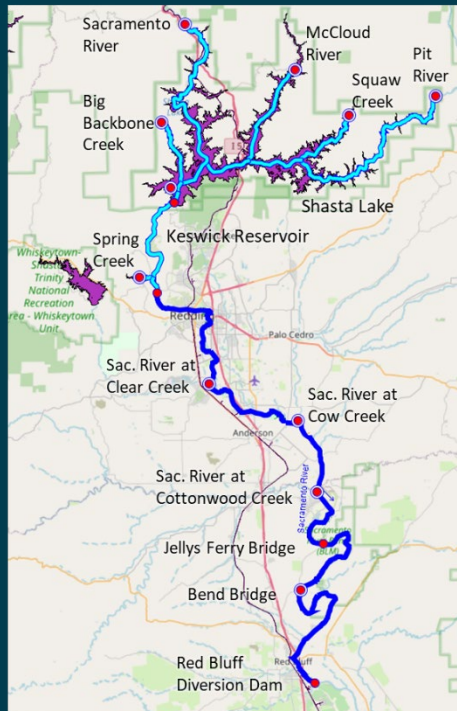 Sacramento
River
McCloud
River
Pit
River
Squaw
Creek
Big
Backbone
Creek
I 5
Shasta Lake
Keswick Reservoir
Spring
Creek
Whiskeytown-
Shasta-
Trinity
National
Recreation
Area - Whiskeytown
Unit
Redding
Palo Cedro
Sac. River at
Clear Creek
Sac. River at
Cow Creek
Anderson
Sac. River at
Cottonwood Creek
Sacramento River
Jellys Ferry Bridge
(BLM)
Bend Bridge
Red Bluff
Red Bluff
Diversion Dam